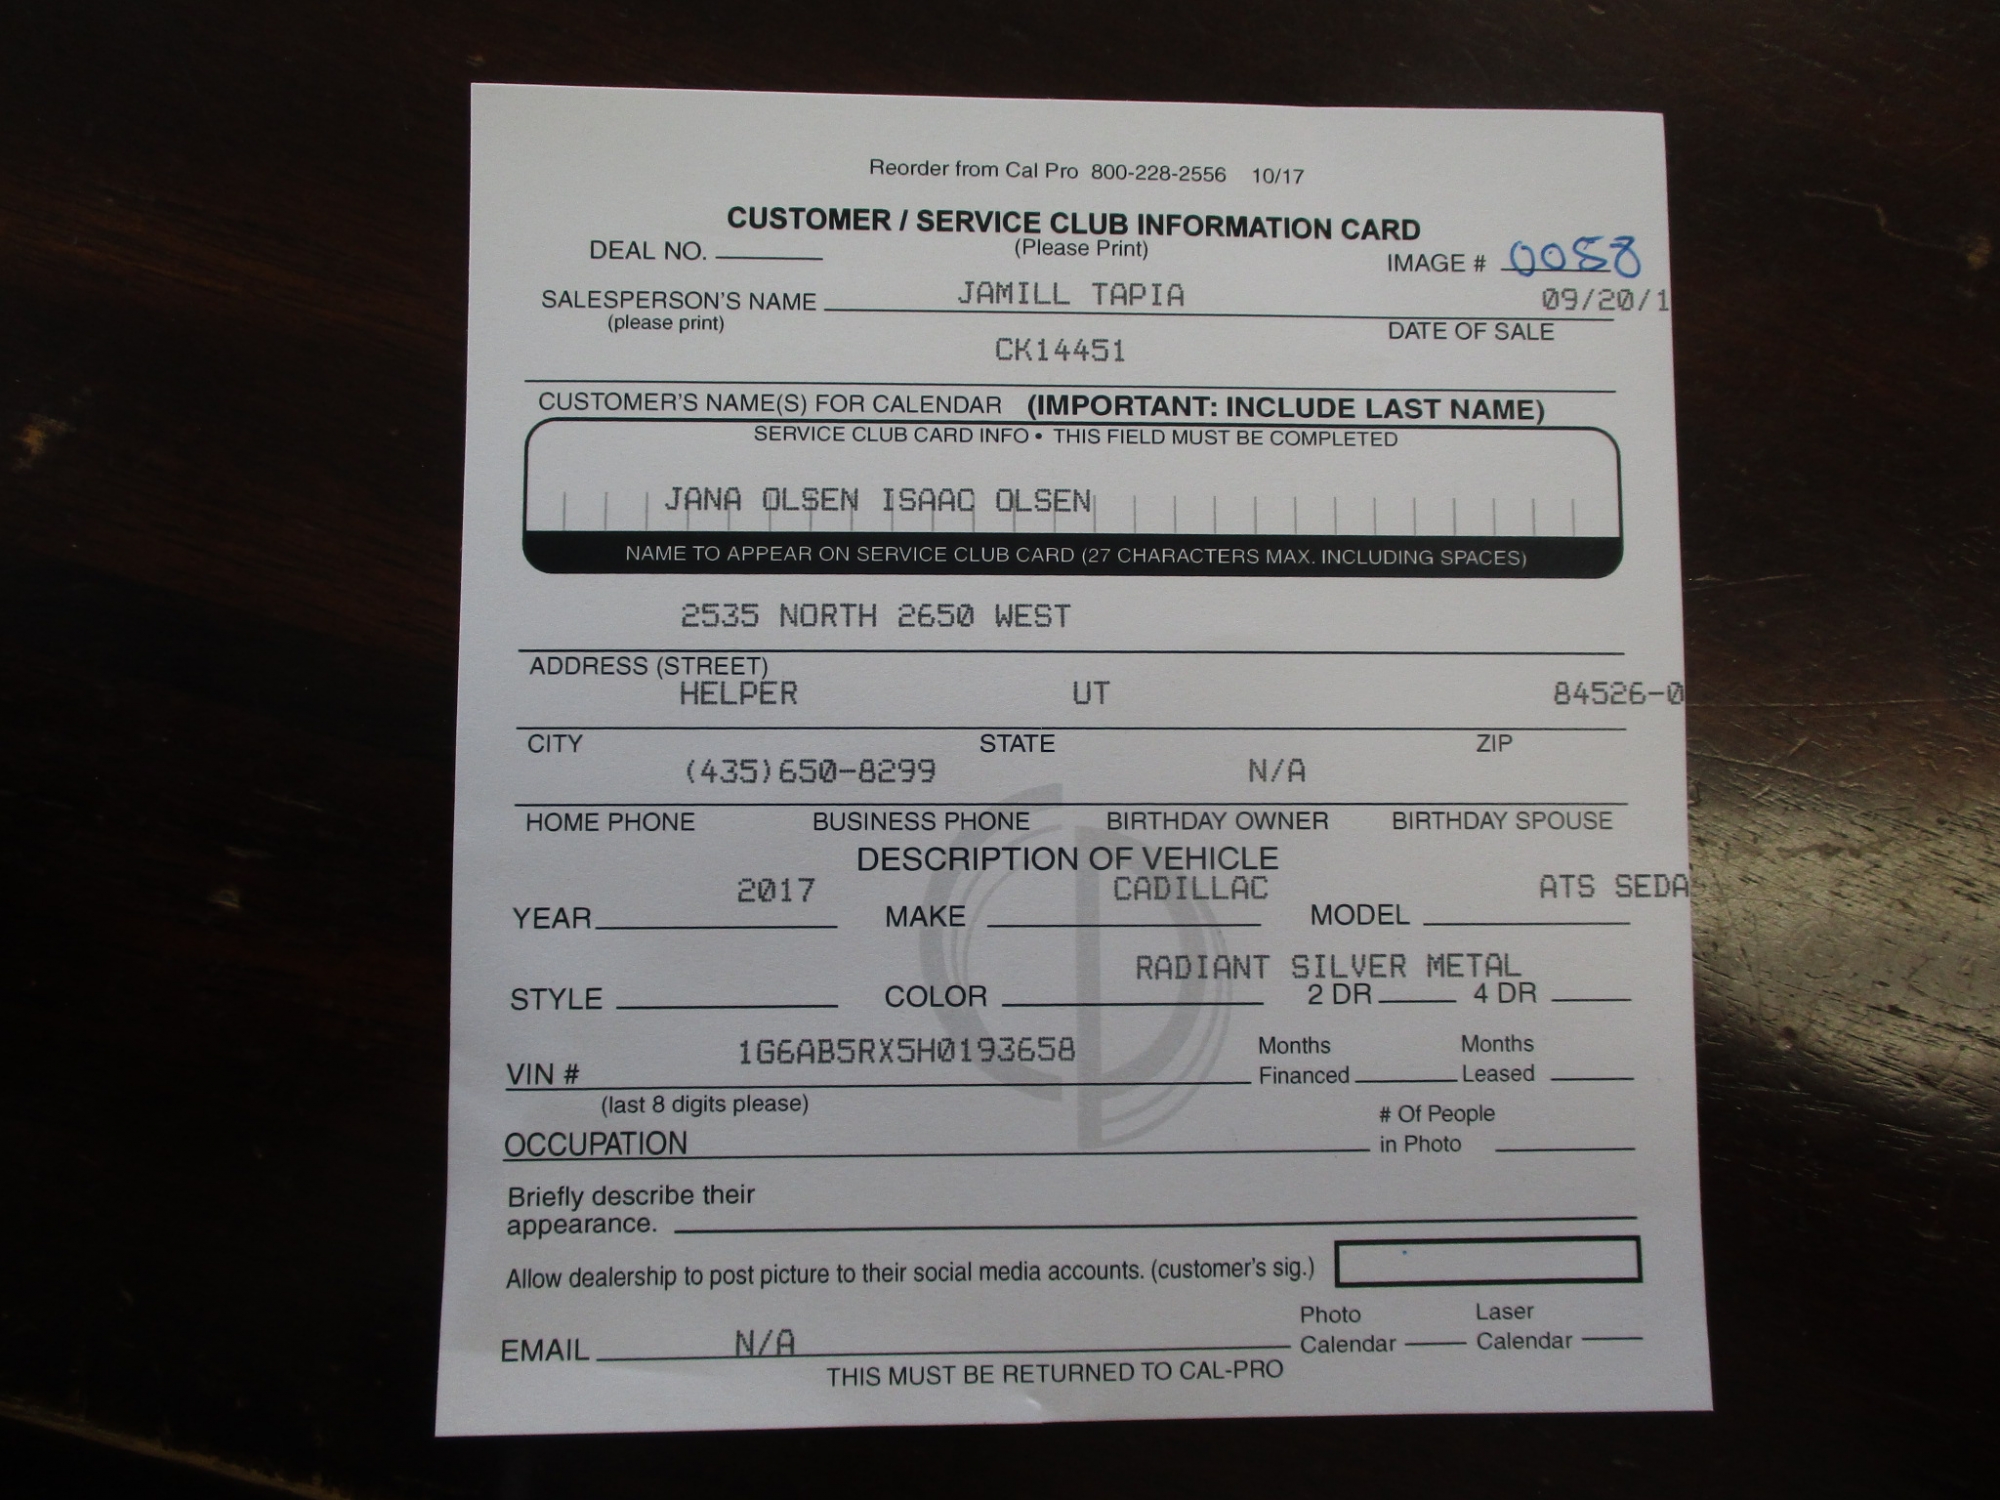 Reorder from Cal Pro 800-228-2556 10/17
CUSTOMER / SERVICE CLUB INFORMATION CARD
DEAL NO. (Please Print) IMAGE # 0058
SALESPERSON'S NAME JAMILL TAPIA 09/20/1
(please print) DATE OF SALE
CK14451
CUSTOMER'S NAME(S) FOR CALENDAR (IMPORTANT: INCLUDE LAST NAME)
SERVICE CLUB CARD INFO • THIS FIELD MUST BE COMPLETED
JANA OLSEN ISAAC OLSEN
NAME TO APPEAR ON SERVICE CLUB CARD (27 CHARACTERS MAX. INCLUDING SPACES)
2535 NORTH 2650 WEST
ADDRESS (STREET)
HELPER UT 84526-0
CITY STATE ZIP
(435)650-8299 N/A
HOME PHONE BUSINESS PHONE BIRTHDAY OWNER BIRTHDAY SPOUSE
DESCRIPTION OF VEHICLE
2017 CADILLAC ATS SEDA
YEAR MAKE MODEL
RADIANT SILVER METAL
STYLE COLOR 2 DR 4 DR
VIN # 1G6AB5RX5H0193658 Months Financed Months Leased
(last 8 digits please)
OCCUPATION # Of People in Photo
Briefly describe their
appearance.
Allow dealership to post picture to their social media accounts. (customer's sig.)
EMAIL N/A Photo Calendar Laser Calendar
THIS MUST BE RETURNED TO CAL-PRO